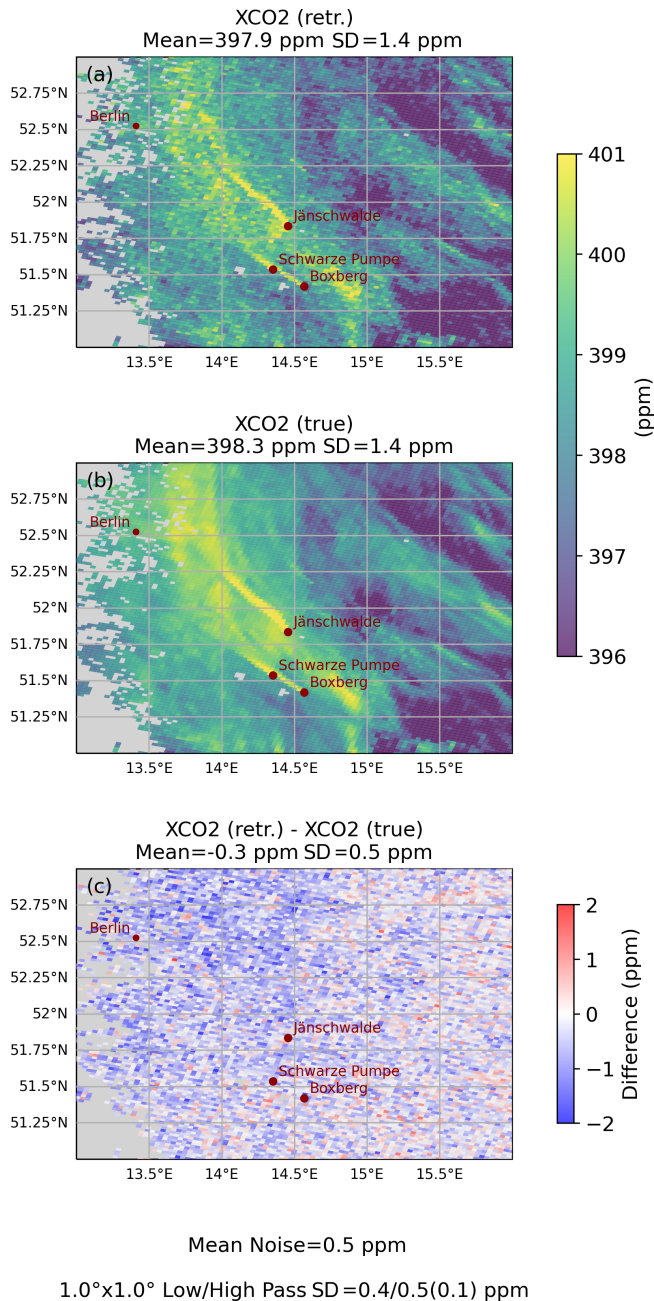 XCO2 (retr.)
Mean=397.9 ppm SD=1.4 ppm
(a)
52.75°N
Berlin
52.5°N
52.25°N
52°N
Jänschwalde
51.75°N
Schwarze Pumpe
51.5°N
Boxberg
51.25°N
13.5°E 14°E 14.5°E 15°E 15.5°E
XCO2 (true)
Mean=398.3 ppm SD=1.4 ppm
(b)
52.75°N
Berlin
52.5°N
52.25°N
52°N
Jänschwalde
51.75°N
Schwarze Pumpe
51.5°N
Boxberg
51.25°N
13.5°E 14°E 14.5°E 15°E 15.5°E
401
400
399
398
397
396
(ppm)
XCO2 (retr.) - XCO2 (true)
Mean=-0.3 ppm SD=0.5 ppm
(c)
52.75°N
Berlin
52.5°N
52.25°N
52°N
Jänschwalde
51.75°N
Schwarze Pumpe
51.5°N
Boxberg
51.25°N
13.5°E 14°E 14.5°E 15°E 15.5°E
2
1
0
−1
−2
Difference (ppm)
Mean Noise=0.5 ppm
1.0°x1.0° Low/High Pass SD=0.4/0.5(0.1) ppm